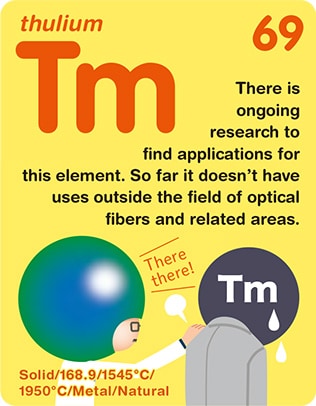 thulium
69
Tm
There is
ongoing
research to
find applications for
this element. So far it doesn't have
uses outside the field of optical
fibers and related areas.
There
there!
Tm
Solid/168.9/1545°C/
1950°C/Metal/Natural